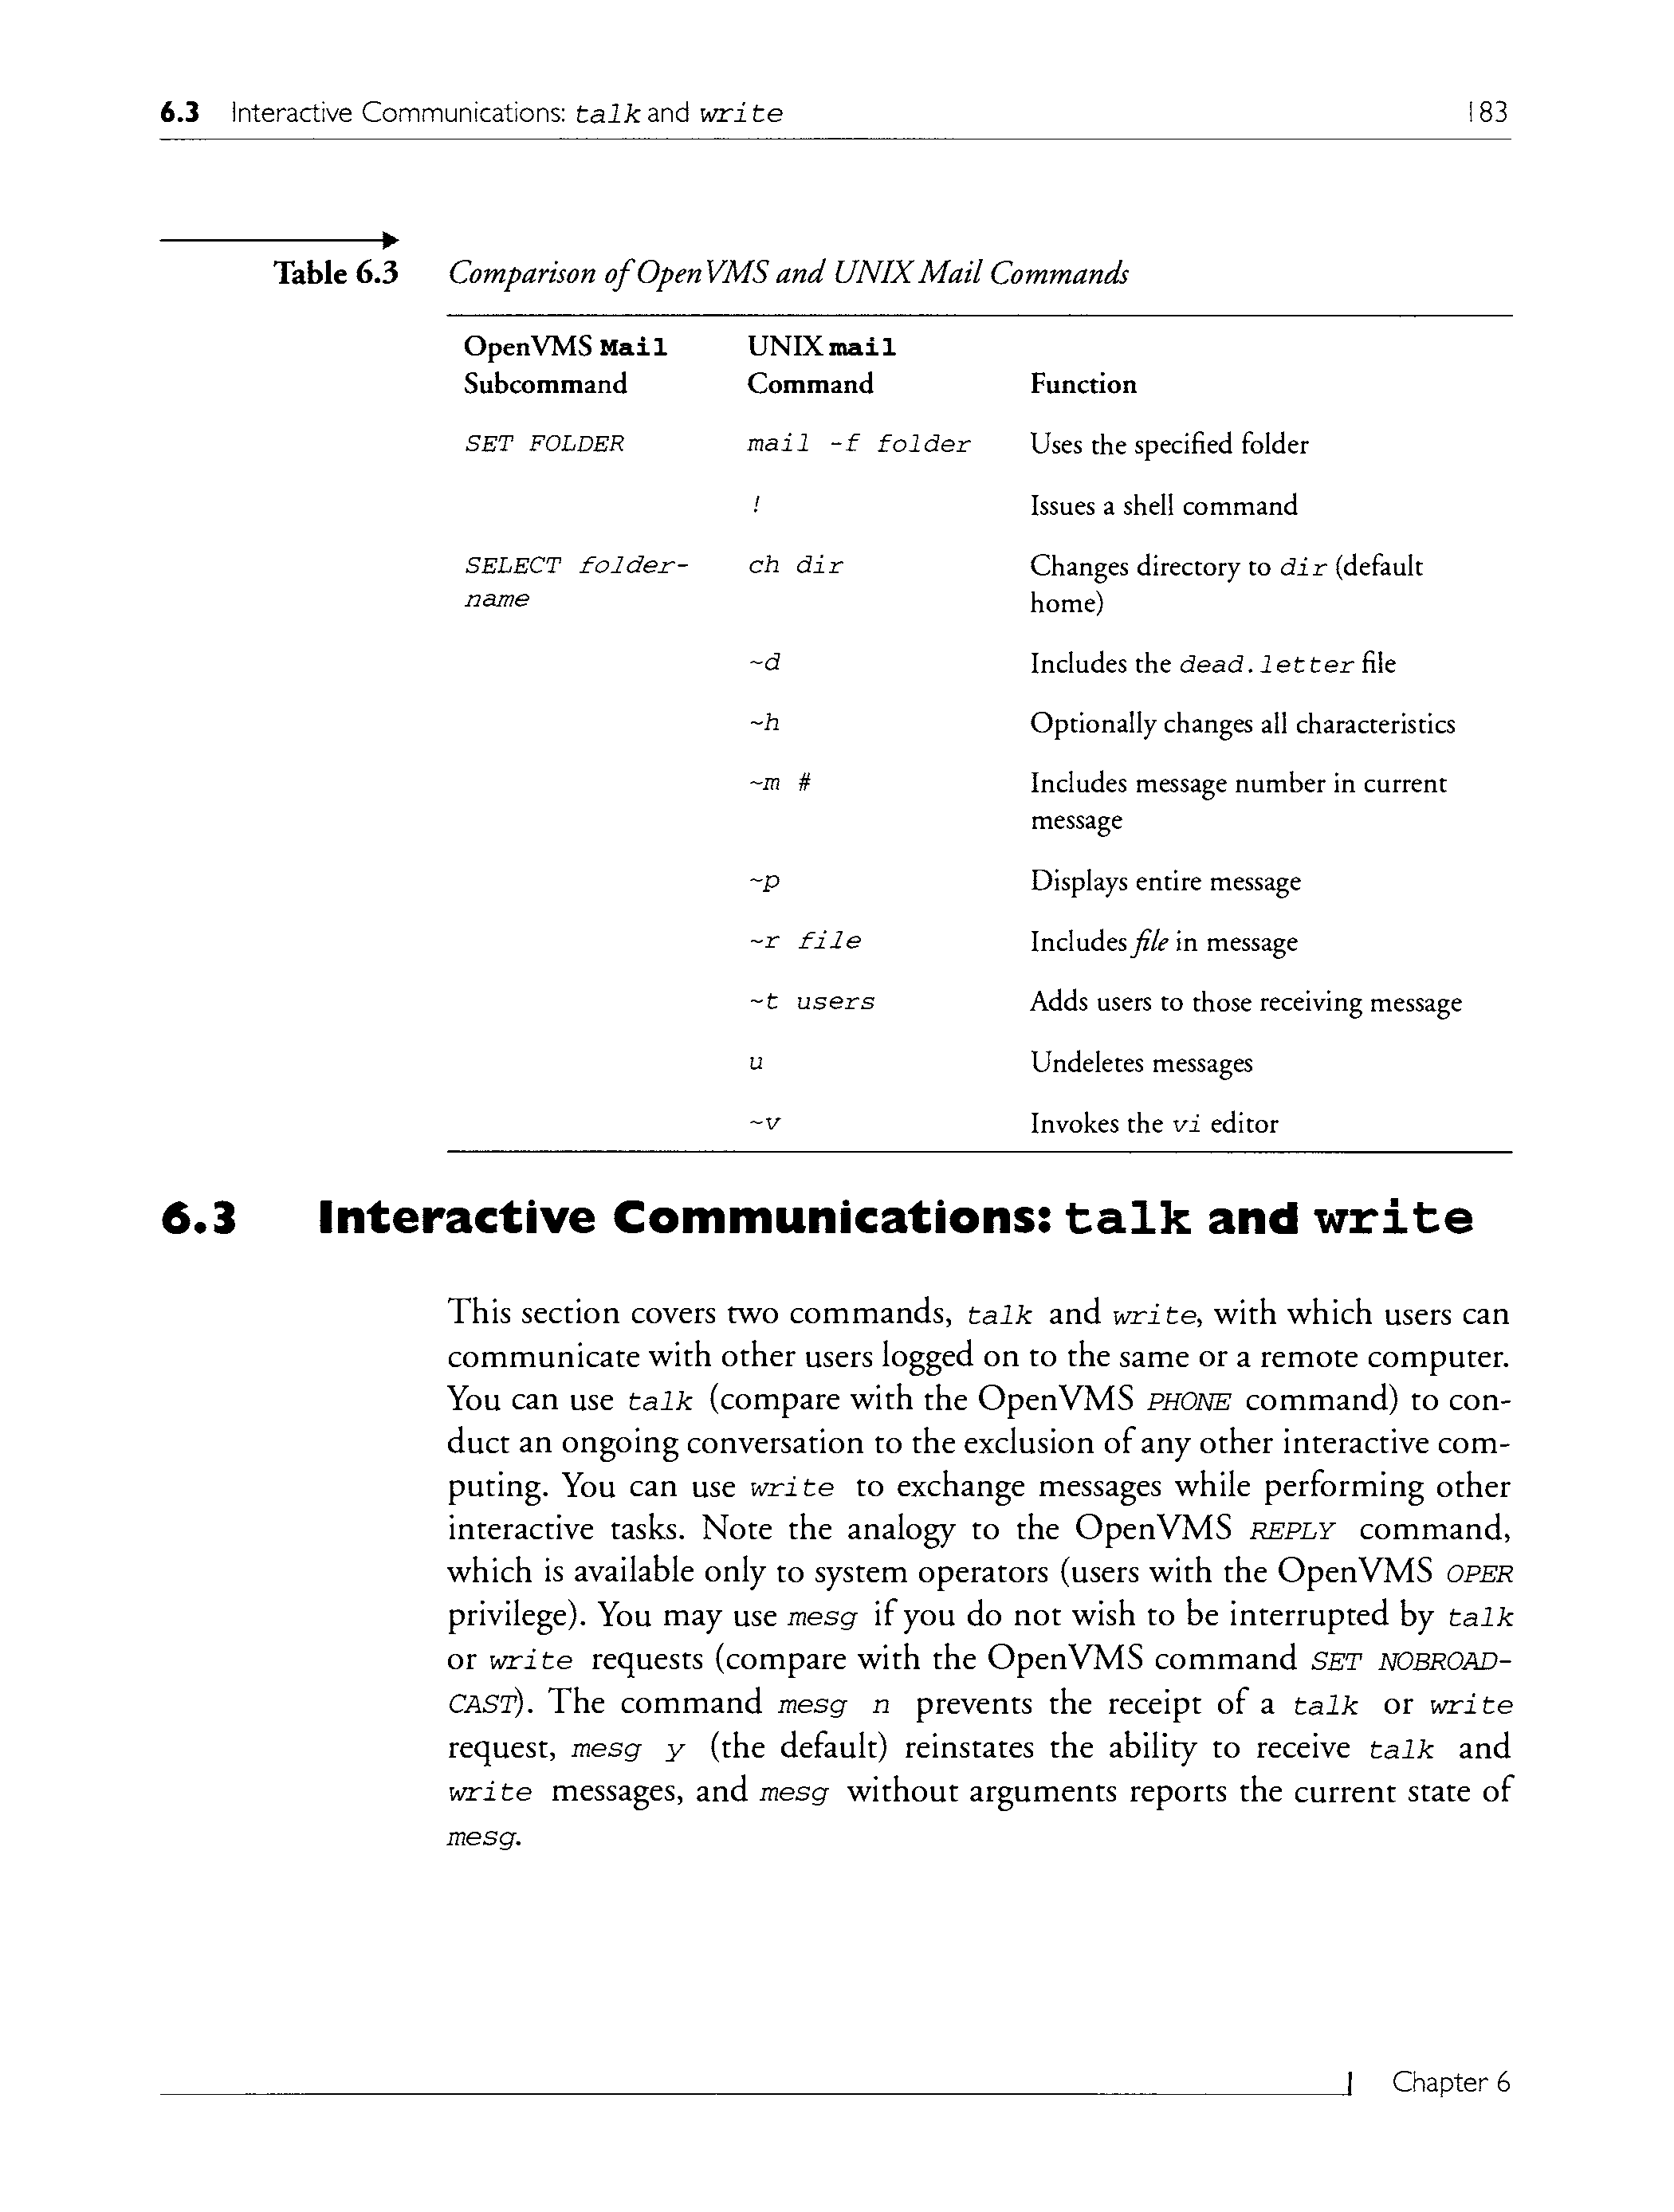 6.3 Interactive Communications: talk and write 183
Table 6.3 Comparison of OpenVMS and UNIX Mail Commands
OpenVMS Mail UNIX mail
Subcommand Command Function
SET FOLDER mail -f folder Uses the specified folder
! Issues a shell command
SELECT folder- ch dir Changes directory to dir (default
name home)
~d Includes the dead.letter file
~h Optionally changes all characteristics
~m # Includes message number in current
message
~p Displays entire message
~r file Includes file in message
~t users Adds users to those receiving message
u Undeletes messages
~v Invokes the vi editor
6.3 Interactive Communications: talk and write
This section covers two commands, talk and write, with which users can
communicate with other users logged on to the same or a remote computer.
You can use talk (compare with the OpenVMS PHONE command) to con-
duct an ongoing conversation to the exclusion of any other interactive com-
puting. You can use write to exchange messages while performing other
interactive tasks. Note the analogy to the OpenVMS REPLY command,
which is available only to system operators (users with the OpenVMS OPER
privilege). You may use mesg if you do not wish to be interrupted by talk
or write requests (compare with the OpenVMS command SET NOBROAD-
CAST). The command mesg n prevents the receipt of a talk or write
request, mesg y (the default) reinstates the ability to receive talk and
write messages, and mesg without arguments reports the current state of
mesg.
Chapter 6